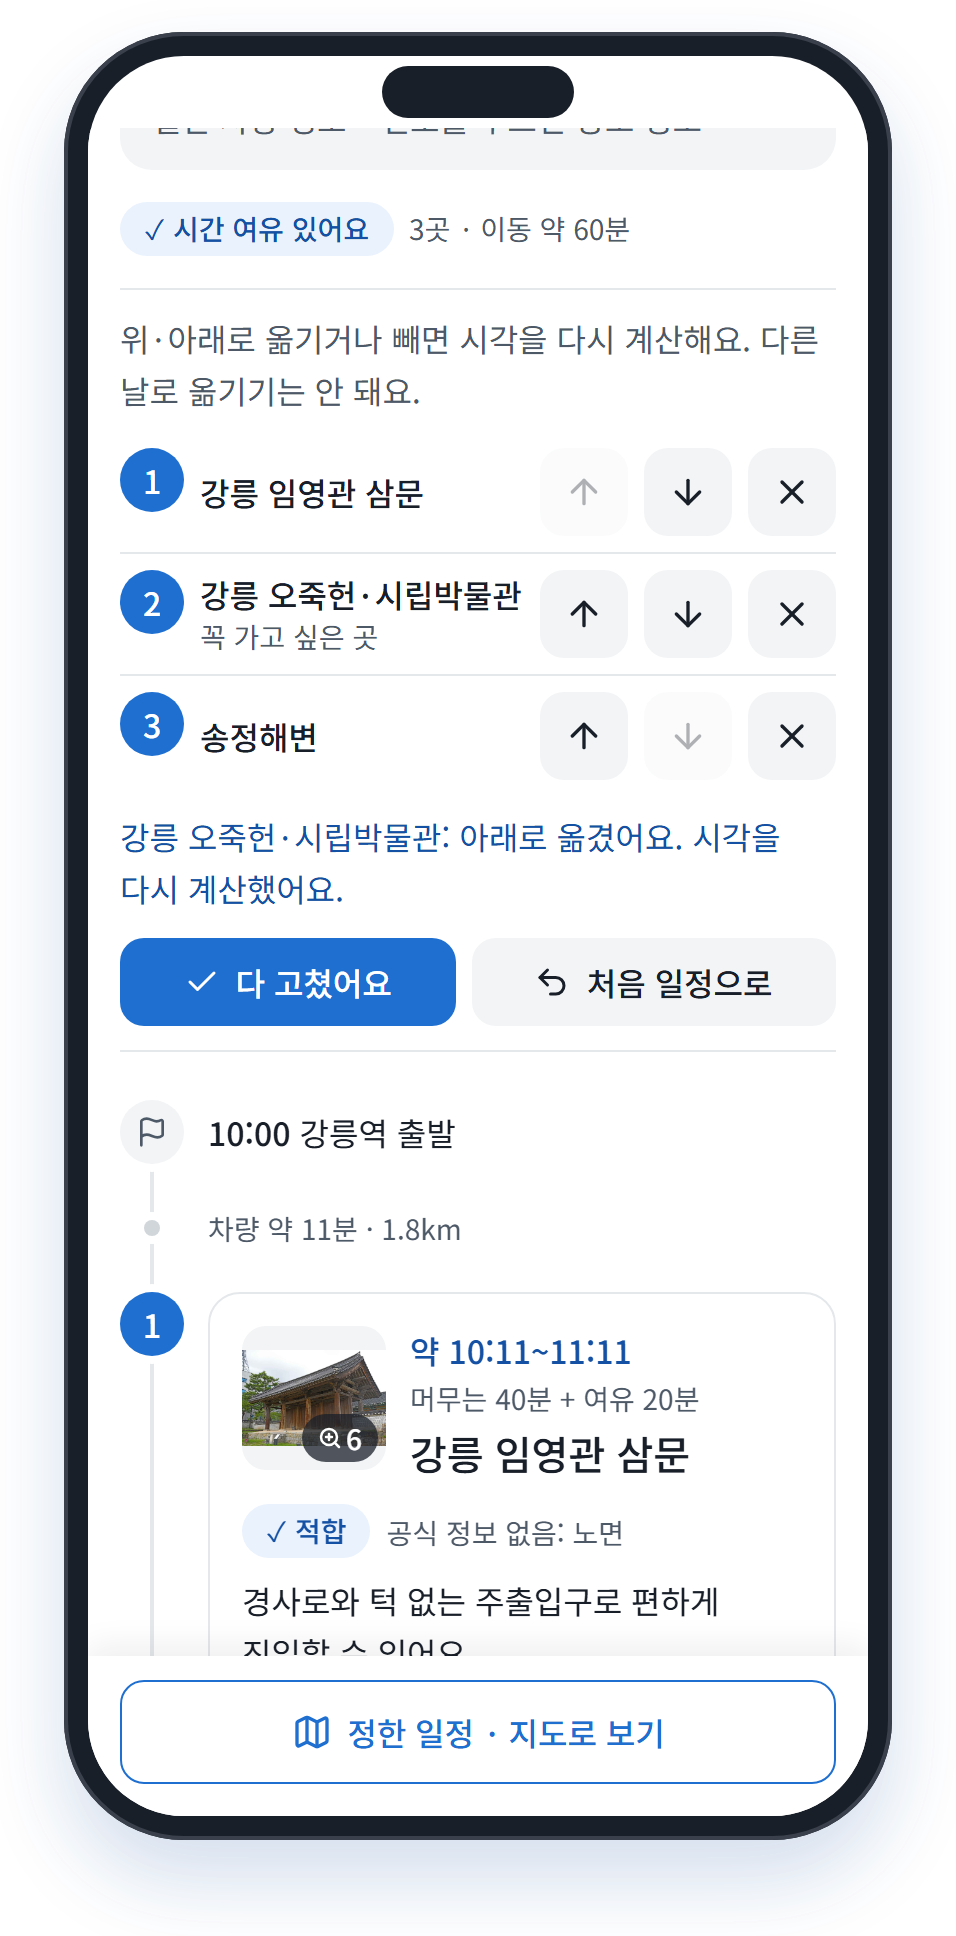 ✓ 시간 여유 있어요 3곳 · 이동 약 60분
위·아래로 옮기거나 빼면 시각을 다시 계산해요. 다른
날로 옮기기는 안 돼요.
1 강릉 임영관 삼문
2 강릉 오죽헌·시립박물관
꼭 가고 싶은 곳
3 송정해변
강릉 오죽헌·시립박물관: 아래로 옮겼어요. 시각을
다시 계산했어요.
다 고쳤어요 처음 일정으로
10:00 강릉역 출발
차량 약 11분 · 1.8km
1
약 10:11~11:11
머무는 40분 + 여유 20분
6
강릉 임영관 삼문
✓ 적합 공식 정보 없음: 노면
경사로와 턱 없는 주출입구로 편하게
진입할 수 있어요
정한 일정 · 지도로 보기